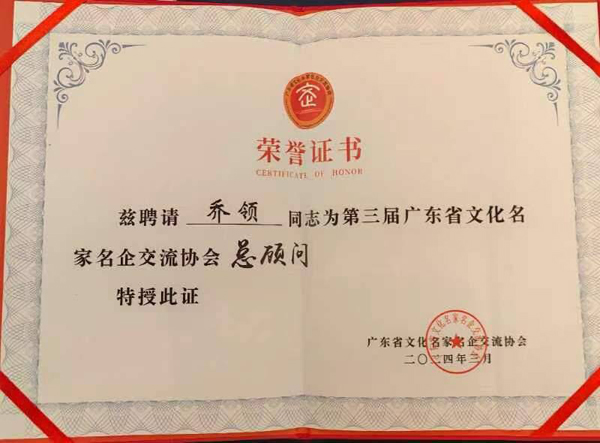 企
荣誉证书
CERTIFICATE OF HONOR
兹聘请 乔领 同志为第三届广东省文化名
家名企交流协会 总顾问
特授此证
广东省文化名家名企交流协会
二〇二四年三月